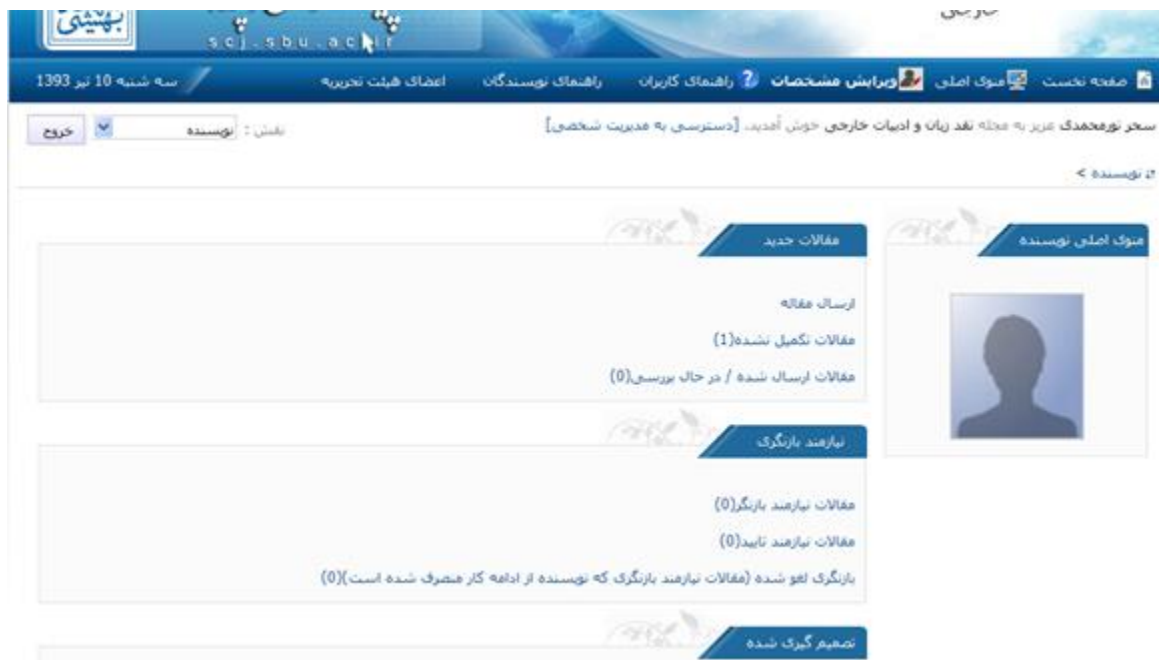 خارجی
بهشتی
scj.sbu.ac.ir
صفحه نخست منوی اصلی ویرایش مشخصات راهنمای کاربران راهنمای نویسندگان اعضای هیئت تحریریه سه شنبه 10 تیر 1393
سحر نورمحمدی عزیز به مجله نقد زبان و ادبیات خارجی خوش آمدید. [دسترسی به مدیریت شخصی] نقش : نویسنده خروج
نویسنده >
منوی اصلی نویسنده
مقالات جدید
ارسال مقاله
مقالات تکمیل نشده(1)
مقالات ارسال شده / در حال بررسی(0)
نیازمند بازنگری
مقالات نیازمند بازنگر(0)
مقالات نیازمند تایید(0)
بازنگری لغو شده (مقالات نیازمند بازنگری که نویسنده از ادامه کار منصرف شده است)(0)
تصمیم گیری شده